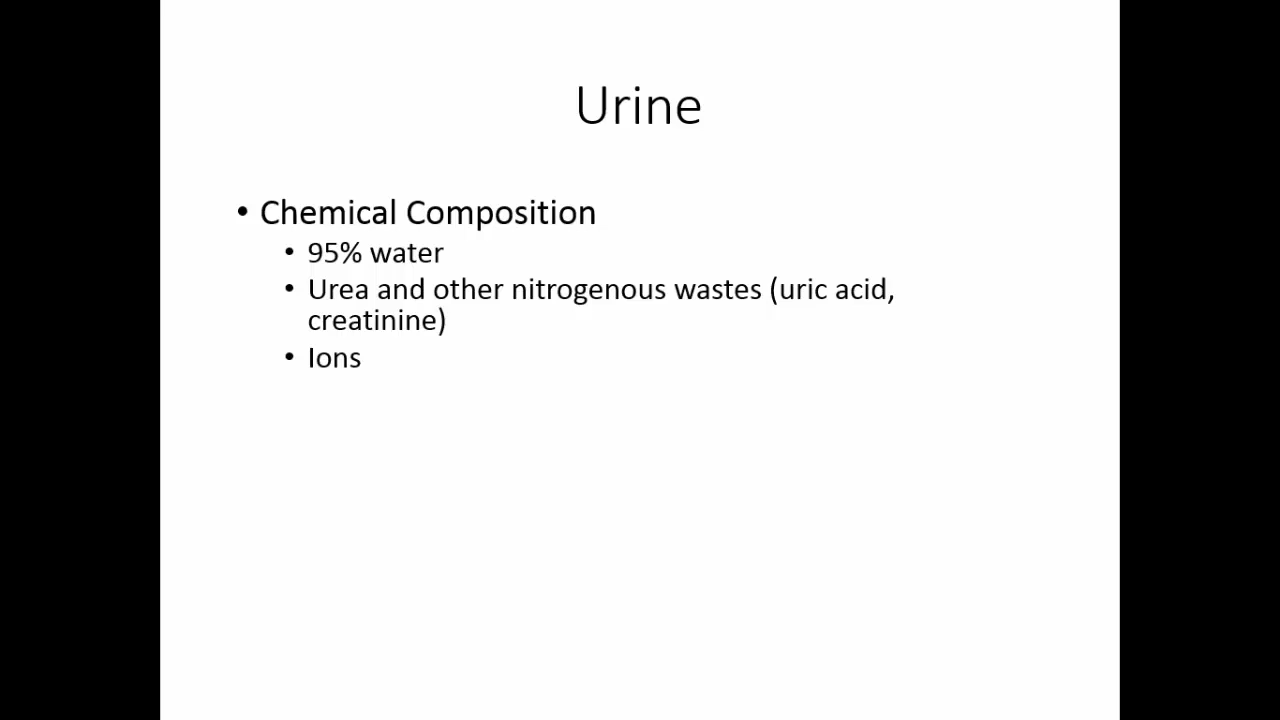 Urine
• Chemical Composition
• 95% water
• Urea and other nitrogenous wastes (uric acid,
creatinine)
• Ions